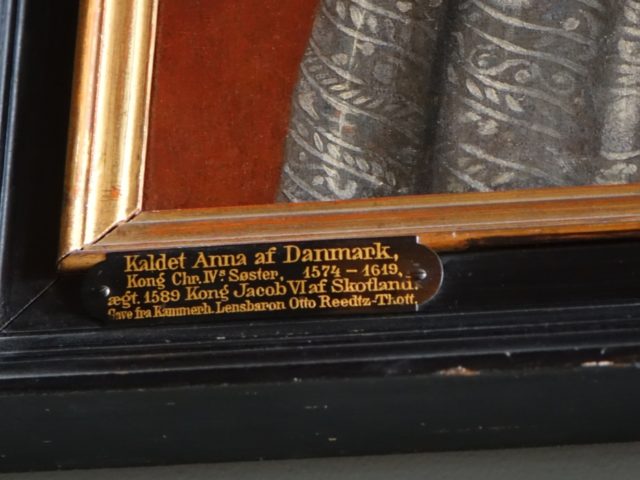 Kaldet Anna af Danmark,
Kong Chr. IVs Søster, 1574 - 1619,
ægt. 1589 Kong Jacob VI af Skotland.
Gave fra Kammerh. Lensbaron Otto Reedtz-Thott.